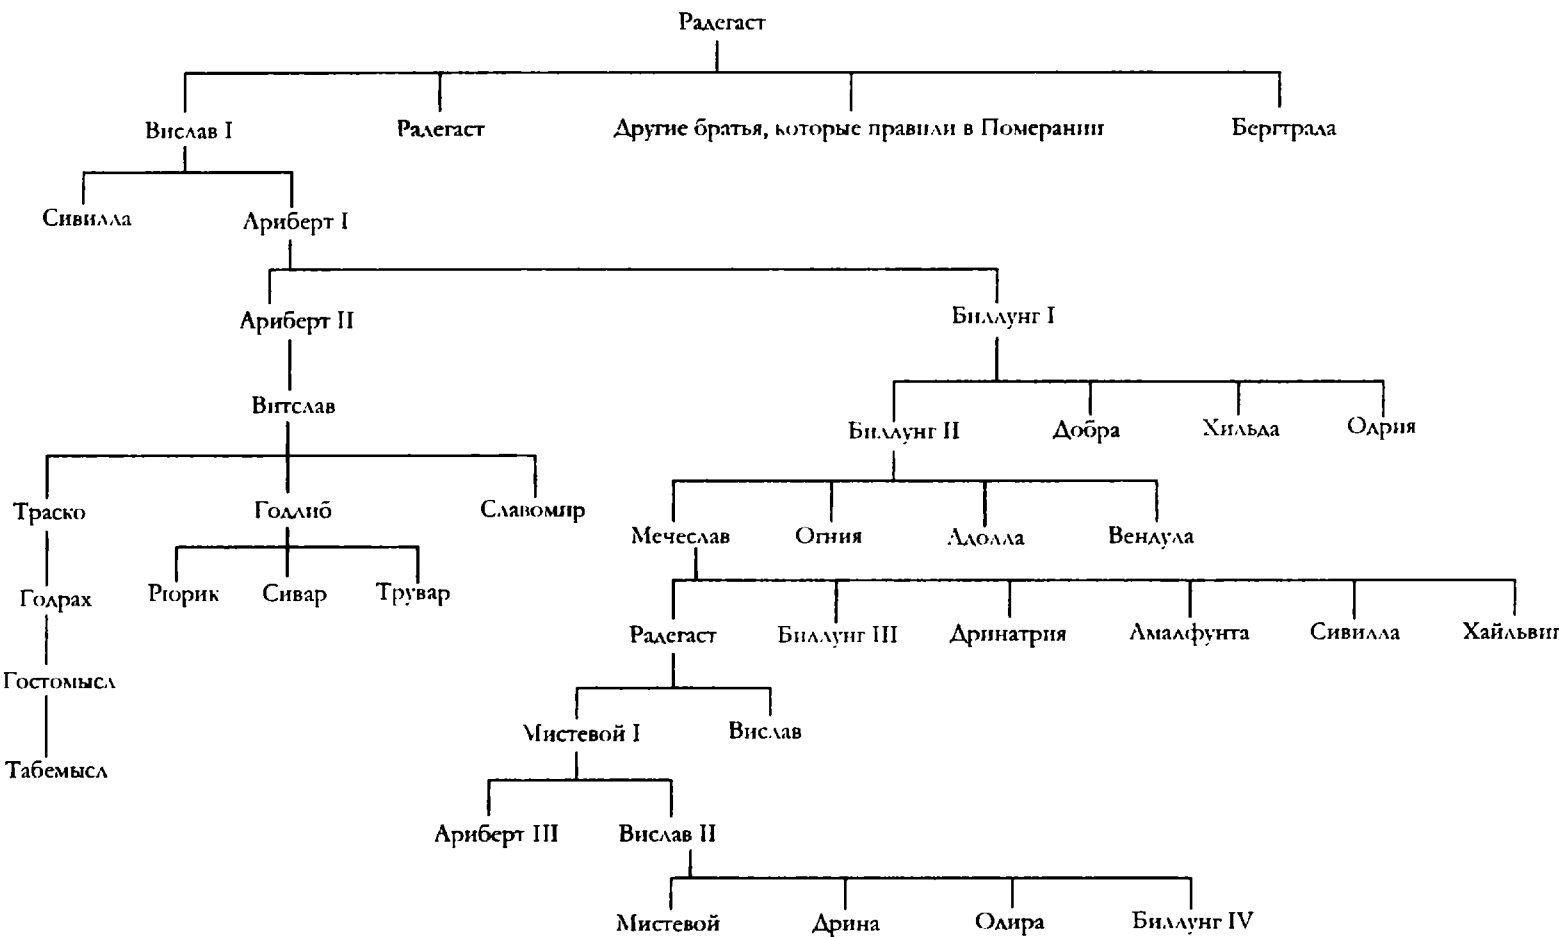 Радегаст
Вислав I
Радегаст
Другие братья, которые правили в Померании
Бергтрада
Сивилла
Ариберт I
Ариберт II
Биллунг I
Витслав
Биллунг II
Добра
Хильда
Одрия
Траско
Годлиб
Славомир
Мечеслав
Огния
Адолла
Вендула
Годрах
Рюрик
Сивар
Трувар
Радегаст
Биллунг III
Дринатрия
Амалфунта
Сивилла
Хайльвиг
Гостомысл
Мистевой I
Вислав
Табемысл
Ариберт III
Вислав II
Мистевой
Дрина
Одира
Биллунг IV